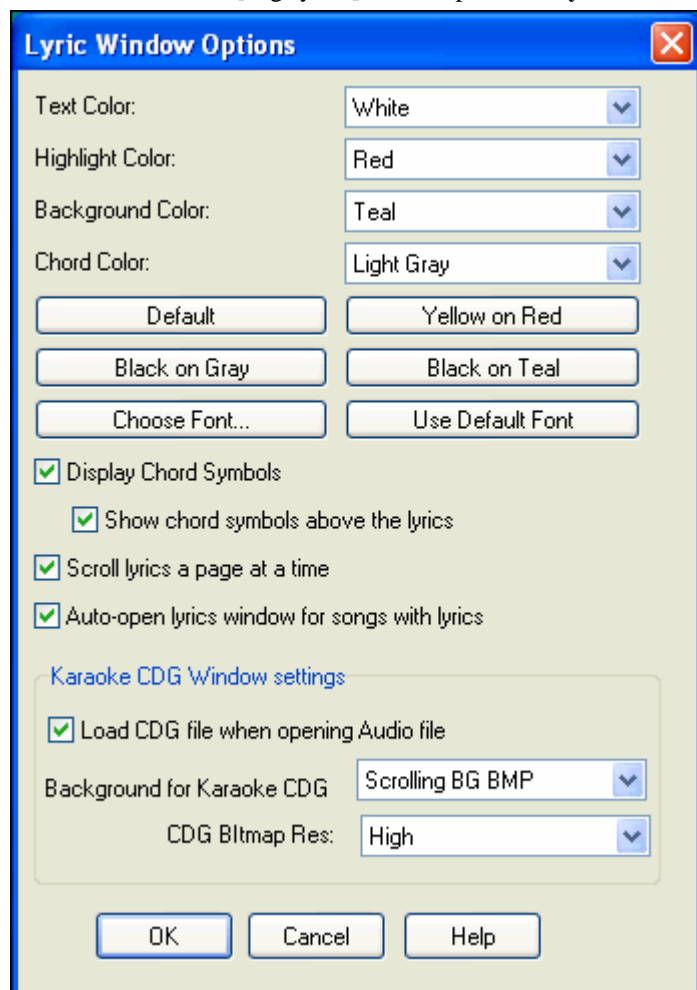 Lyric Window Options
Text Color: White
Highlight Color: Red
Background Color: Teal
Chord Color: Light Gray
Default Yellow on Red
Black on Gray Black on Teal
Choose Font... Use Default Font
Display Chord Symbols
Show chord symbols above the lyrics
Scroll lyrics a page at a time
Auto-open lyrics window for songs with lyrics
Karaoke CDG Window settings
Load CDG file when opening Audio file
Background for Karaoke CDG Scrolling BG BMP
CDG BItmap Res: High
OK Cancel Help